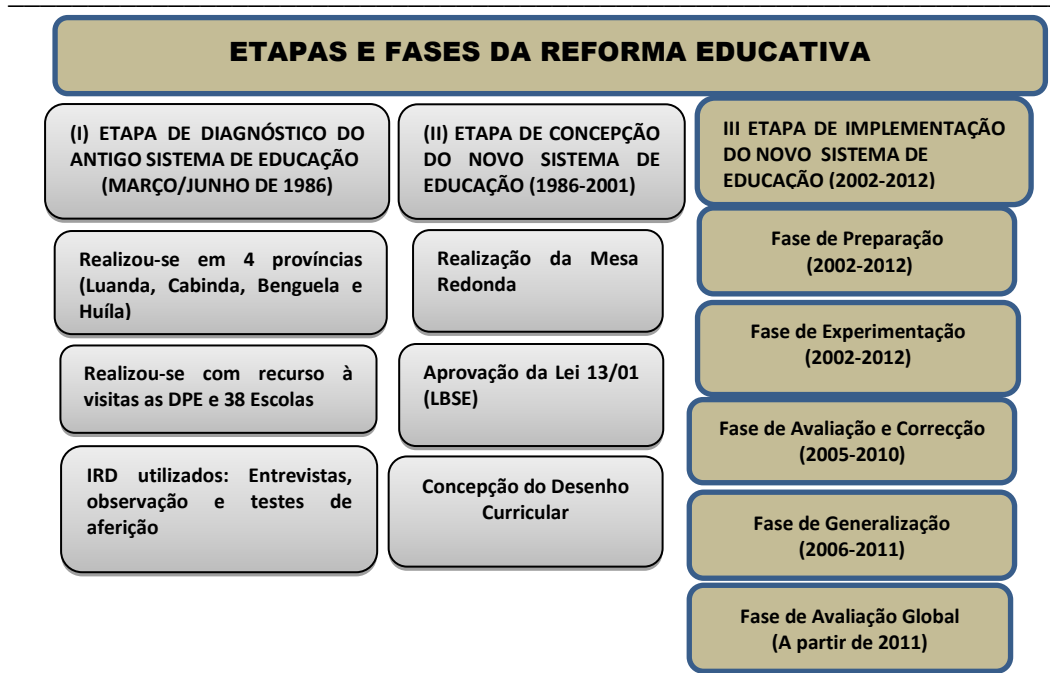 ETAPAS E FASES DA REFORMA EDUCATIVA
(I) ETAPA DE DIAGNÓSTICO DO
ANTIGO SISTEMA DE EDUCAÇÃO
(MARÇO/JUNHO DE 1986)
Realizou-se em 4 províncias
(Luanda, Cabinda, Benguela e
Huíla)
Realizou-se com recurso à
visitas as DPE e 38 Escolas
IRD utilizados: Entrevistas,
observação e testes de
aferição
(II) ETAPA DE CONCEPÇÃO
DO NOVO SISTEMA DE
EDUCAÇÃO (1986-2001)
Realização da Mesa
Redonda
Aprovação da Lei 13/01
(LBSE)
Concepção do Desenho
Curricular
III ETAPA DE IMPLEMENTAÇÃO
DO NOVO SISTEMA DE
EDUCAÇÃO (2002-2012)
Fase de Preparação
(2002-2012)
Fase de Experimentação
(2002-2012)
Fase de Avaliação e Correcção
(2005-2010)
Fase de Generalização
(2006-2011)
Fase de Avaliação Global
(A partir de 2011)